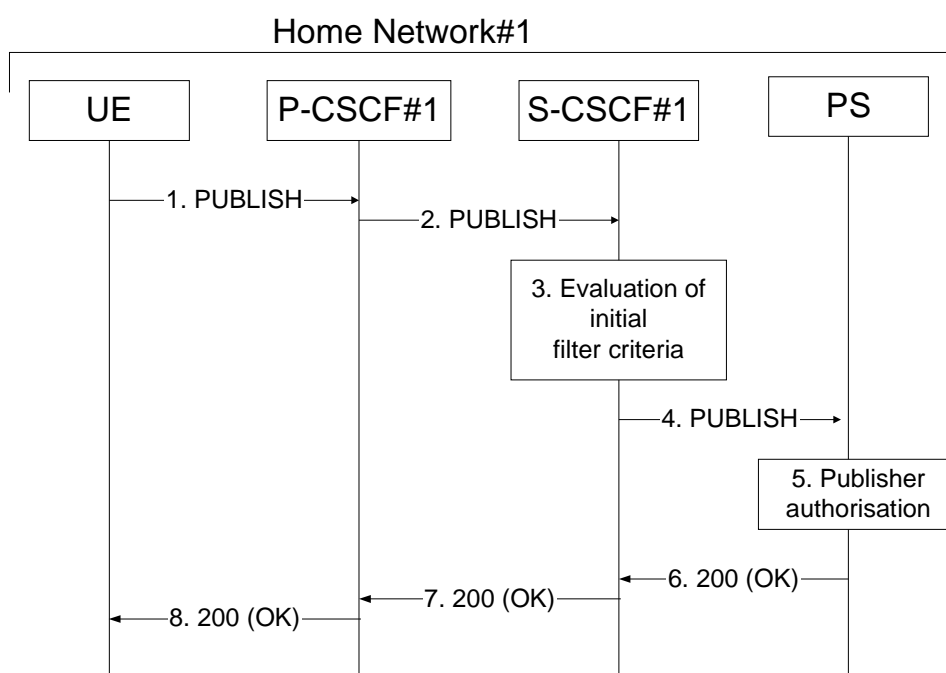 Home Network#1
UE
P-CSCF#1
S-CSCF#1
PS
1. PUBLISH
2. PUBLISH
3. Evaluation of
initial
filter criteria
4. PUBLISH
5. Publisher
authorisation
6. 200 (OK)
7. 200 (OK)
8. 200 (OK)